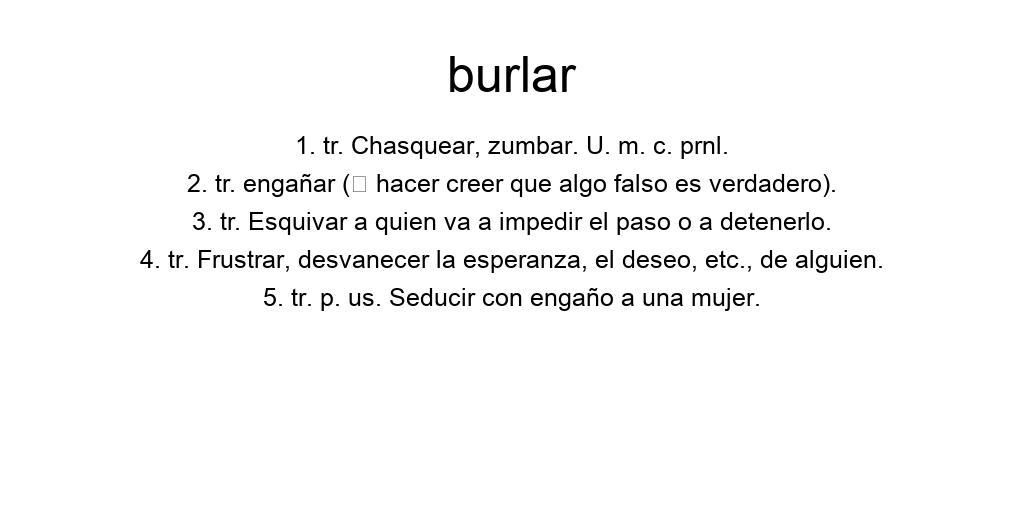 burlar
1. tr. Chasquear, zumbar. U. m. c. prnl.
2. tr. engañar (▯ hacer creer que algo falso es verdadero).
3. tr. Esquivar a quien va a impedir el paso o a detenerlo.
4. tr. Frustrar, desvanecer la esperanza, el deseo, etc., de alguien.
5. tr. p. us. Seducir con engaño a una mujer.